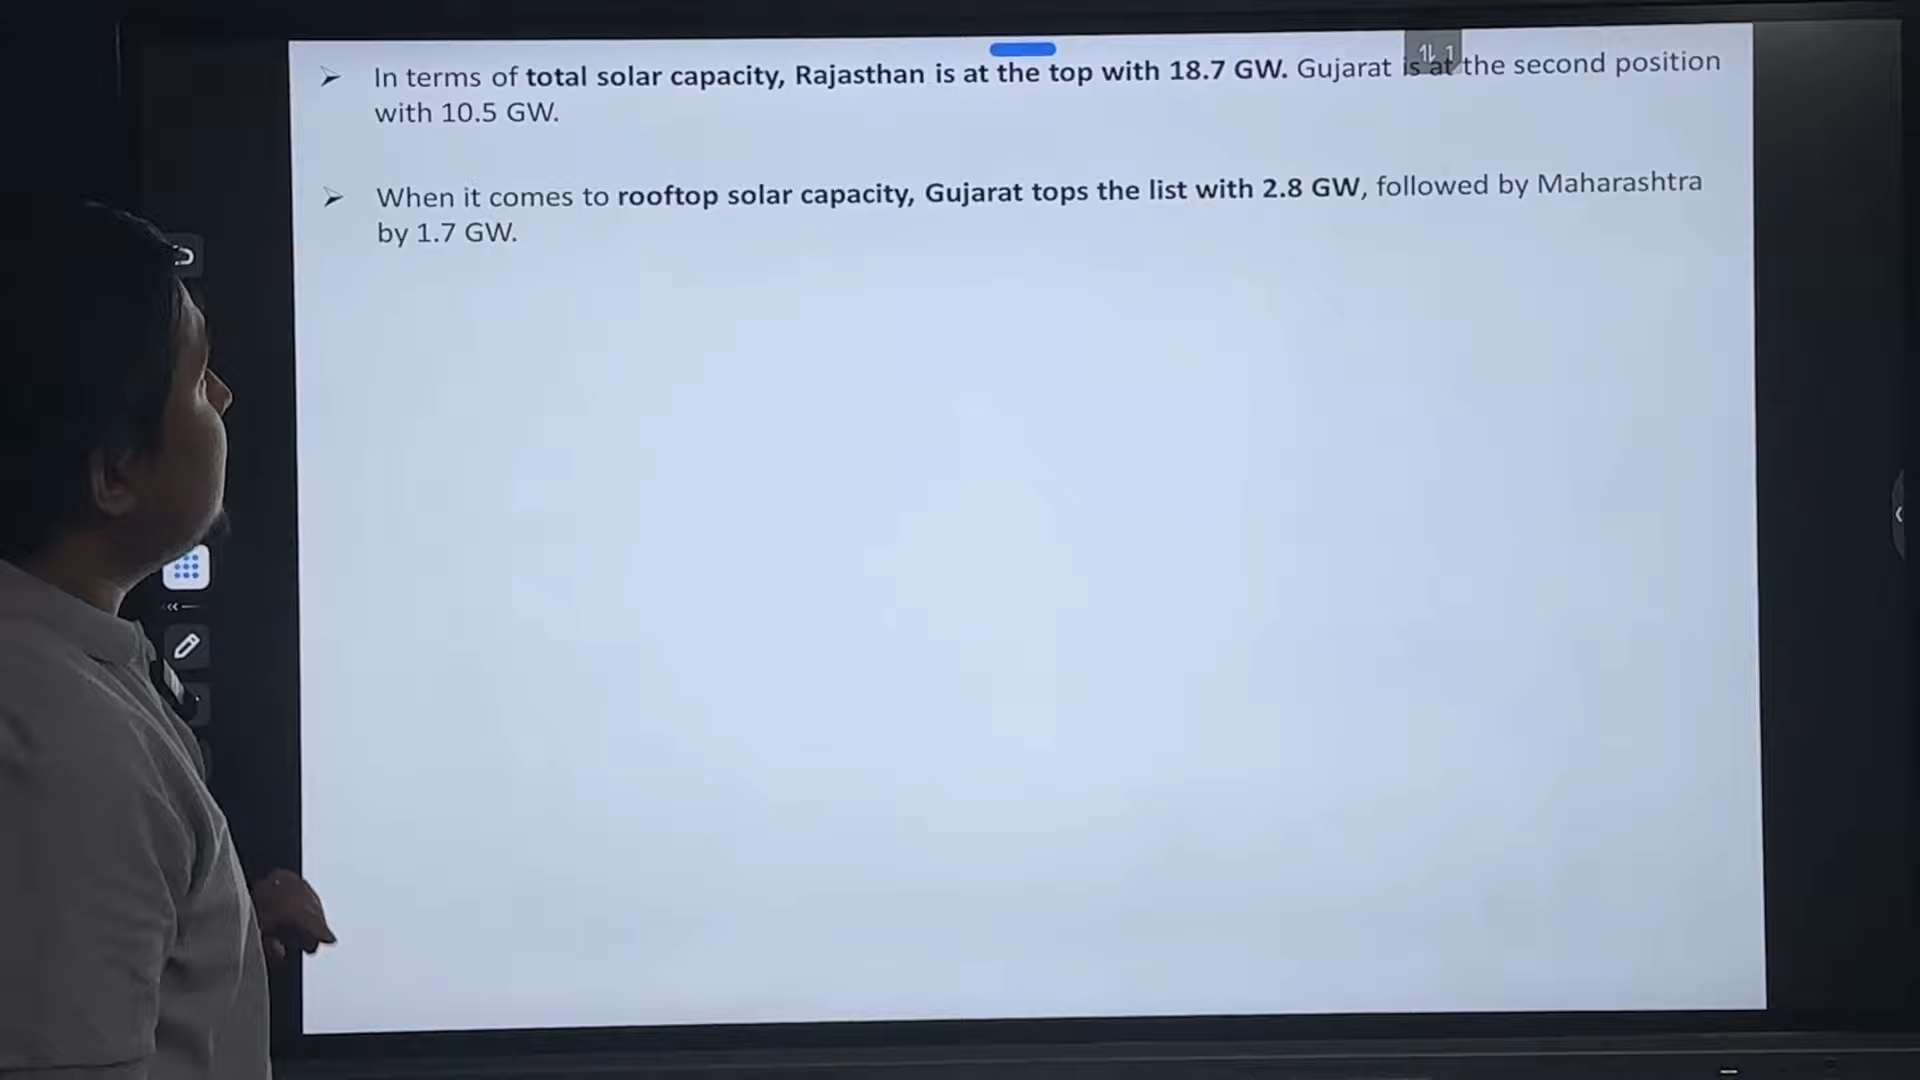 ➢ In terms of total solar capacity, Rajasthan is at the top with 18.7 GW. Gujarat is at the second position
with 10.5 GW.
➢ When it comes to rooftop solar capacity, Gujarat tops the list with 2.8 GW, followed by Maharashtra
by 1.7 GW.